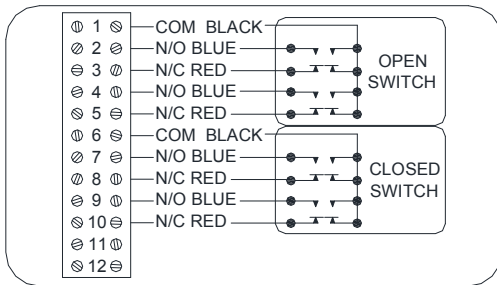 1 COM BLACK
2 N/O BLUE
3 N/C RED
4 N/O BLUE
5 N/C RED
OPEN
SWITCH
6 COM BLACK
7 N/O BLUE
8 N/C RED
9 N/O BLUE
10 N/C RED
CLOSED
SWITCH
11
12